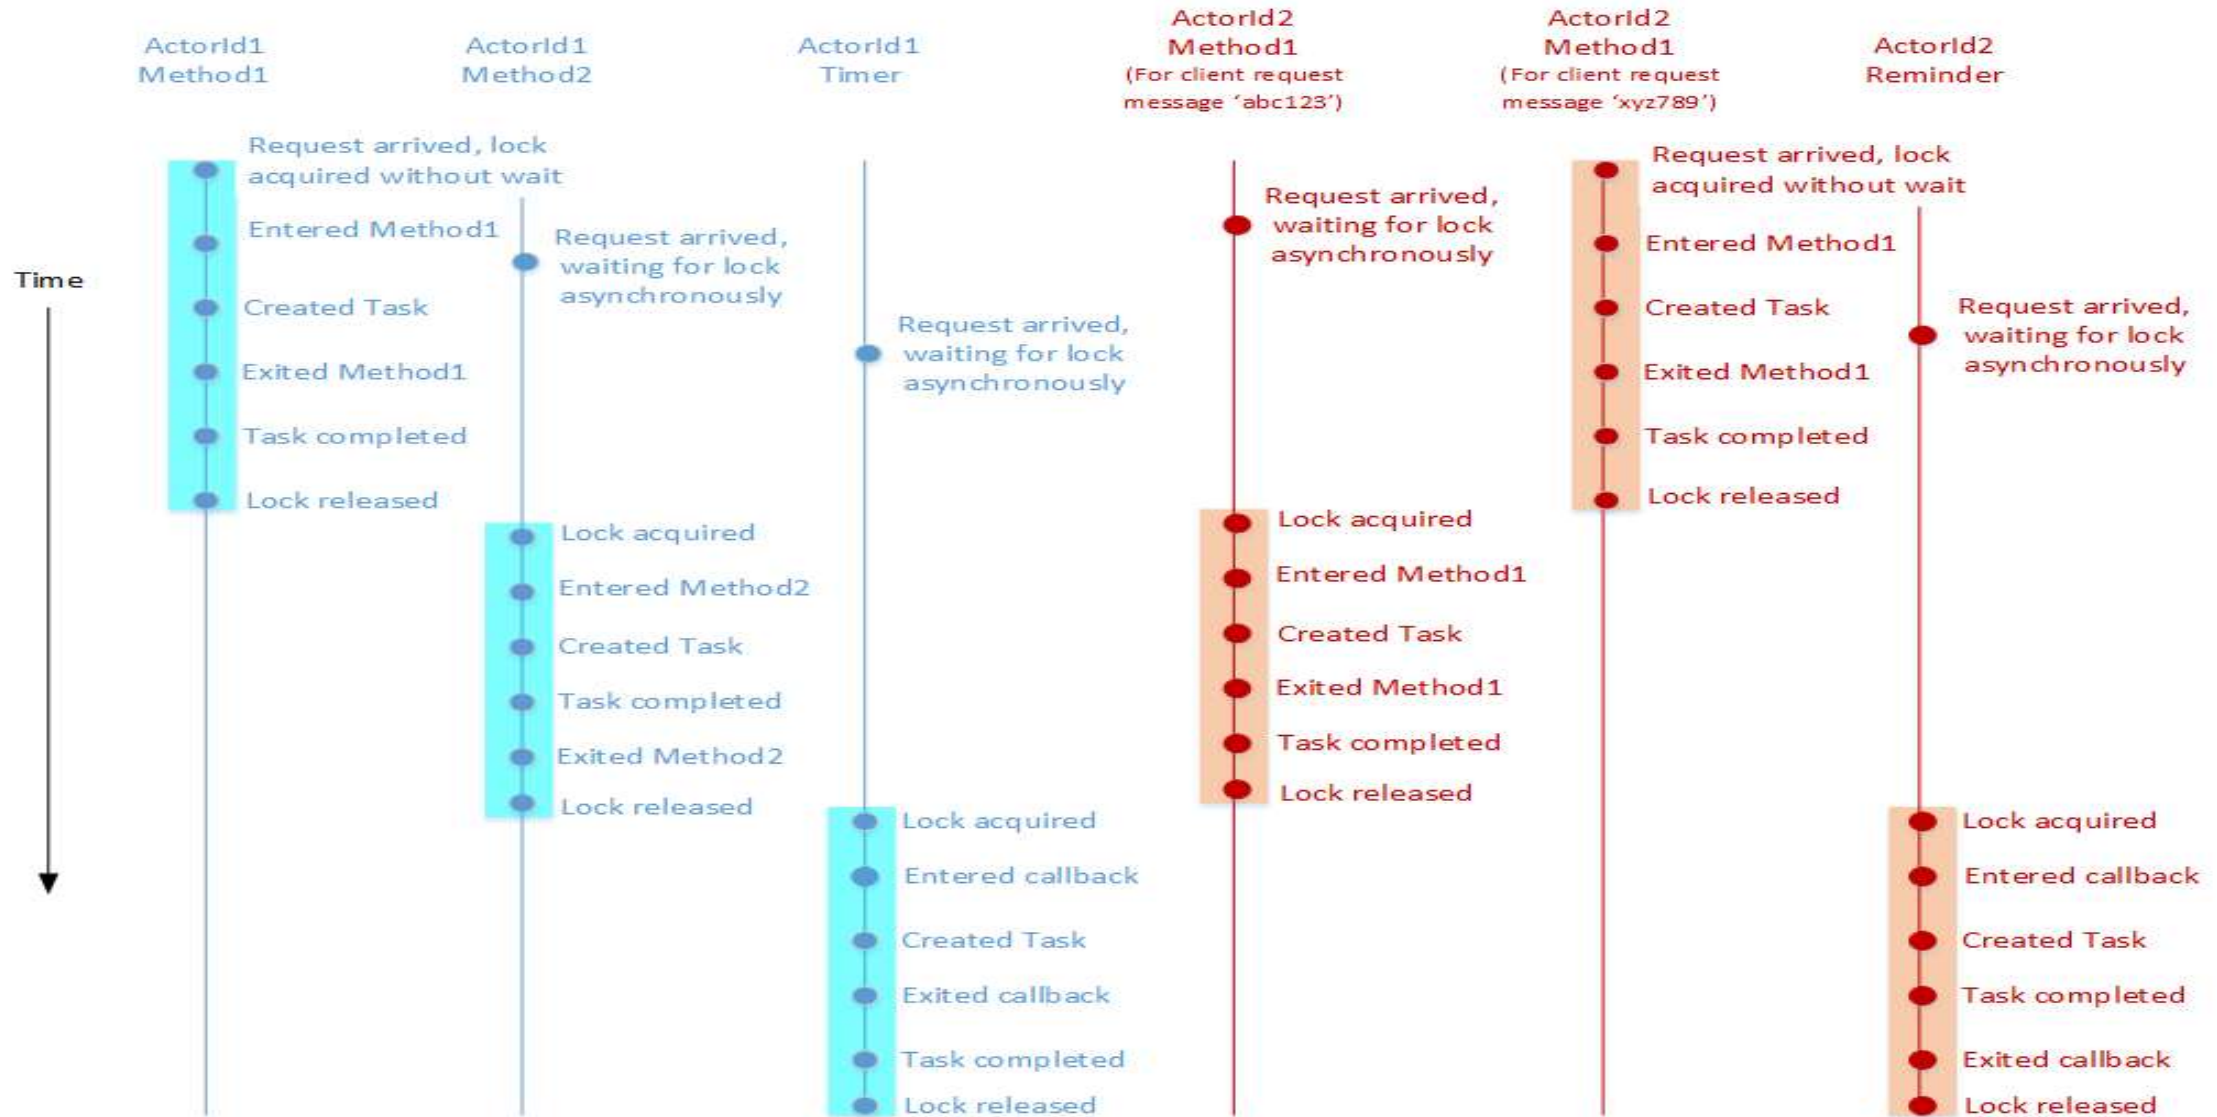 ActorId1
Method1
ActorId1
Method2
ActorId1
Timer
ActorId2
Method1
(For client request
message ‘abc123’)
ActorId2
Method1
(For client request
message ‘xyz789’)
ActorId2
Reminder
Time
Request arrived, lock
acquired without wait
Entered Method1
Created Task
Exited Method1
Task completed
Lock released
Request arrived,
waiting for lock
asynchronously
Lock acquired
Entered Method2
Created Task
Task completed
Exited Method2
Lock released
Request arrived,
waiting for lock
asynchronously
Lock acquired
Entered callback
Created Task
Exited callback
Task completed
Lock released
Request arrived,
waiting for lock
asynchronously
Lock acquired
Entered Method1
Created Task
Exited Method1
Task completed
Lock released
Request arrived, lock
acquired without wait
Entered Method1
Created Task
Exited Method1
Task completed
Lock released
Request arrived,
waiting for lock
asynchronously
Lock acquired
Entered callback
Created Task
Task completed
Exited callback
Lock released